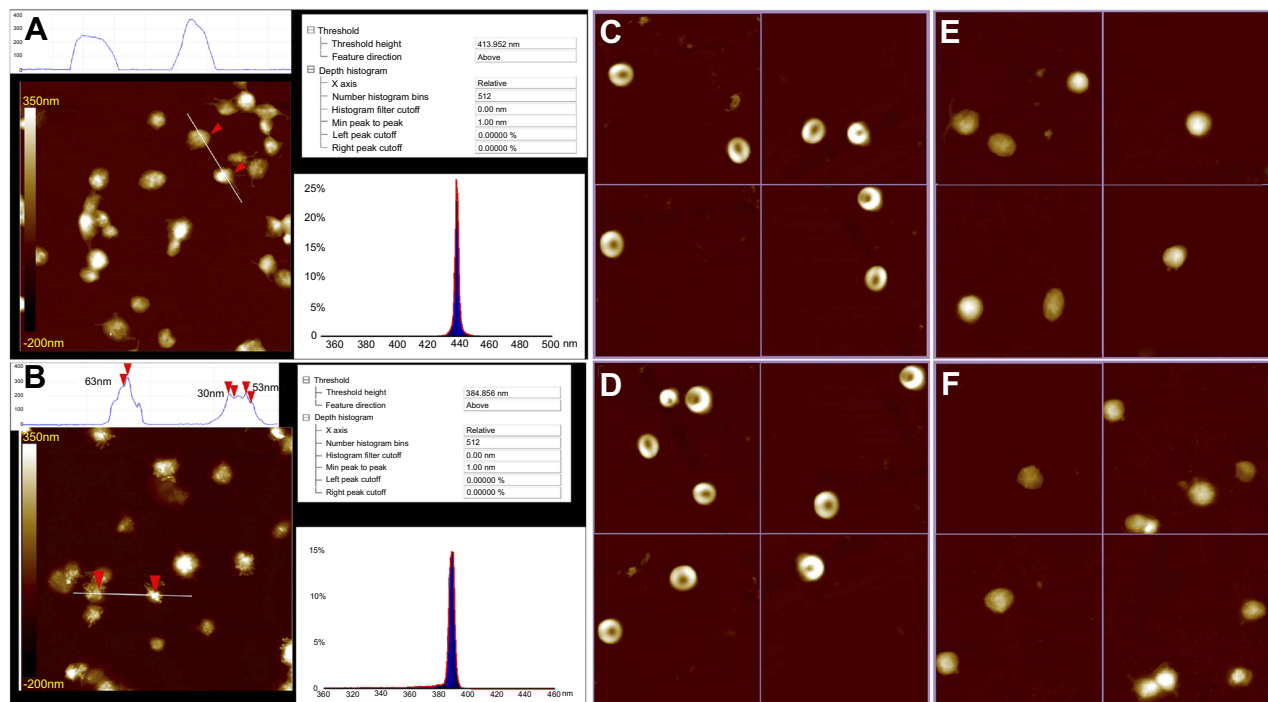 A
400
300
200
100
0
350nm
-200nm
Threshold
Threshold height 413.952 nm
Feature direction Above
Depth histogram
X axis Relative
Number histogram bins 512
Histogram filter cutoff 0.00 nm
Min peak to peak 1.00 nm
Left peak cutoff 0.00000 %
Right peak cutoff 0.00000 %
25%
20%
15%
10%
5%
0
360 380 400 420 440 460 480 500 nm
B
400
300
200
100
0
63nm
30nm
53nm
350nm
-200nm
Threshold
Threshold height 384.856 nm
Feature direction Above
Depth histogram
X axis Relative
Number histogram bins 512
Histogram filter cutoff 0.00 nm
Min peak to peak 1.00 nm
Left peak cutoff 0.00000 %
Right peak cutoff 0.00000 %
15%
10%
5%
0
360 320 340 360 380 400 420 440 460 nm
C
D
E
F